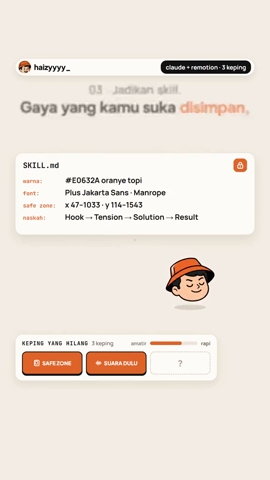 haizyyyy_
claude + remotion · 3 keping
03 . Jadikan skill.
Gaya yang kamu suka disimpan,
SKILL.md
warna: #E0632A oranye topi
font: Plus Jakarta Sans · Manrope
safe zone: x 47–1033 · y 114–1543
naskah: Hook → Tension → Solution → Result
KEPING YANG HILANG 3 keping
amatir rapi
SAFE ZONE
SUARA DULU
?